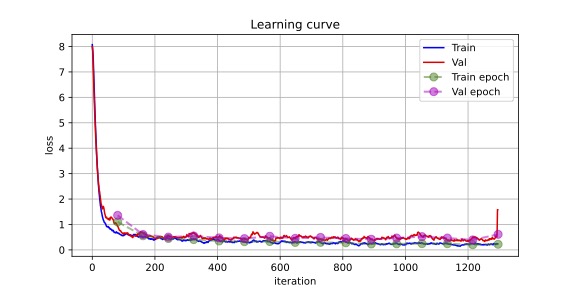 Learning curve
8
7
6
5
4
3
2
1
0
loss
Train
Val
Train epoch
Val epoch
0 200 400 600 800 1000 1200
iteration